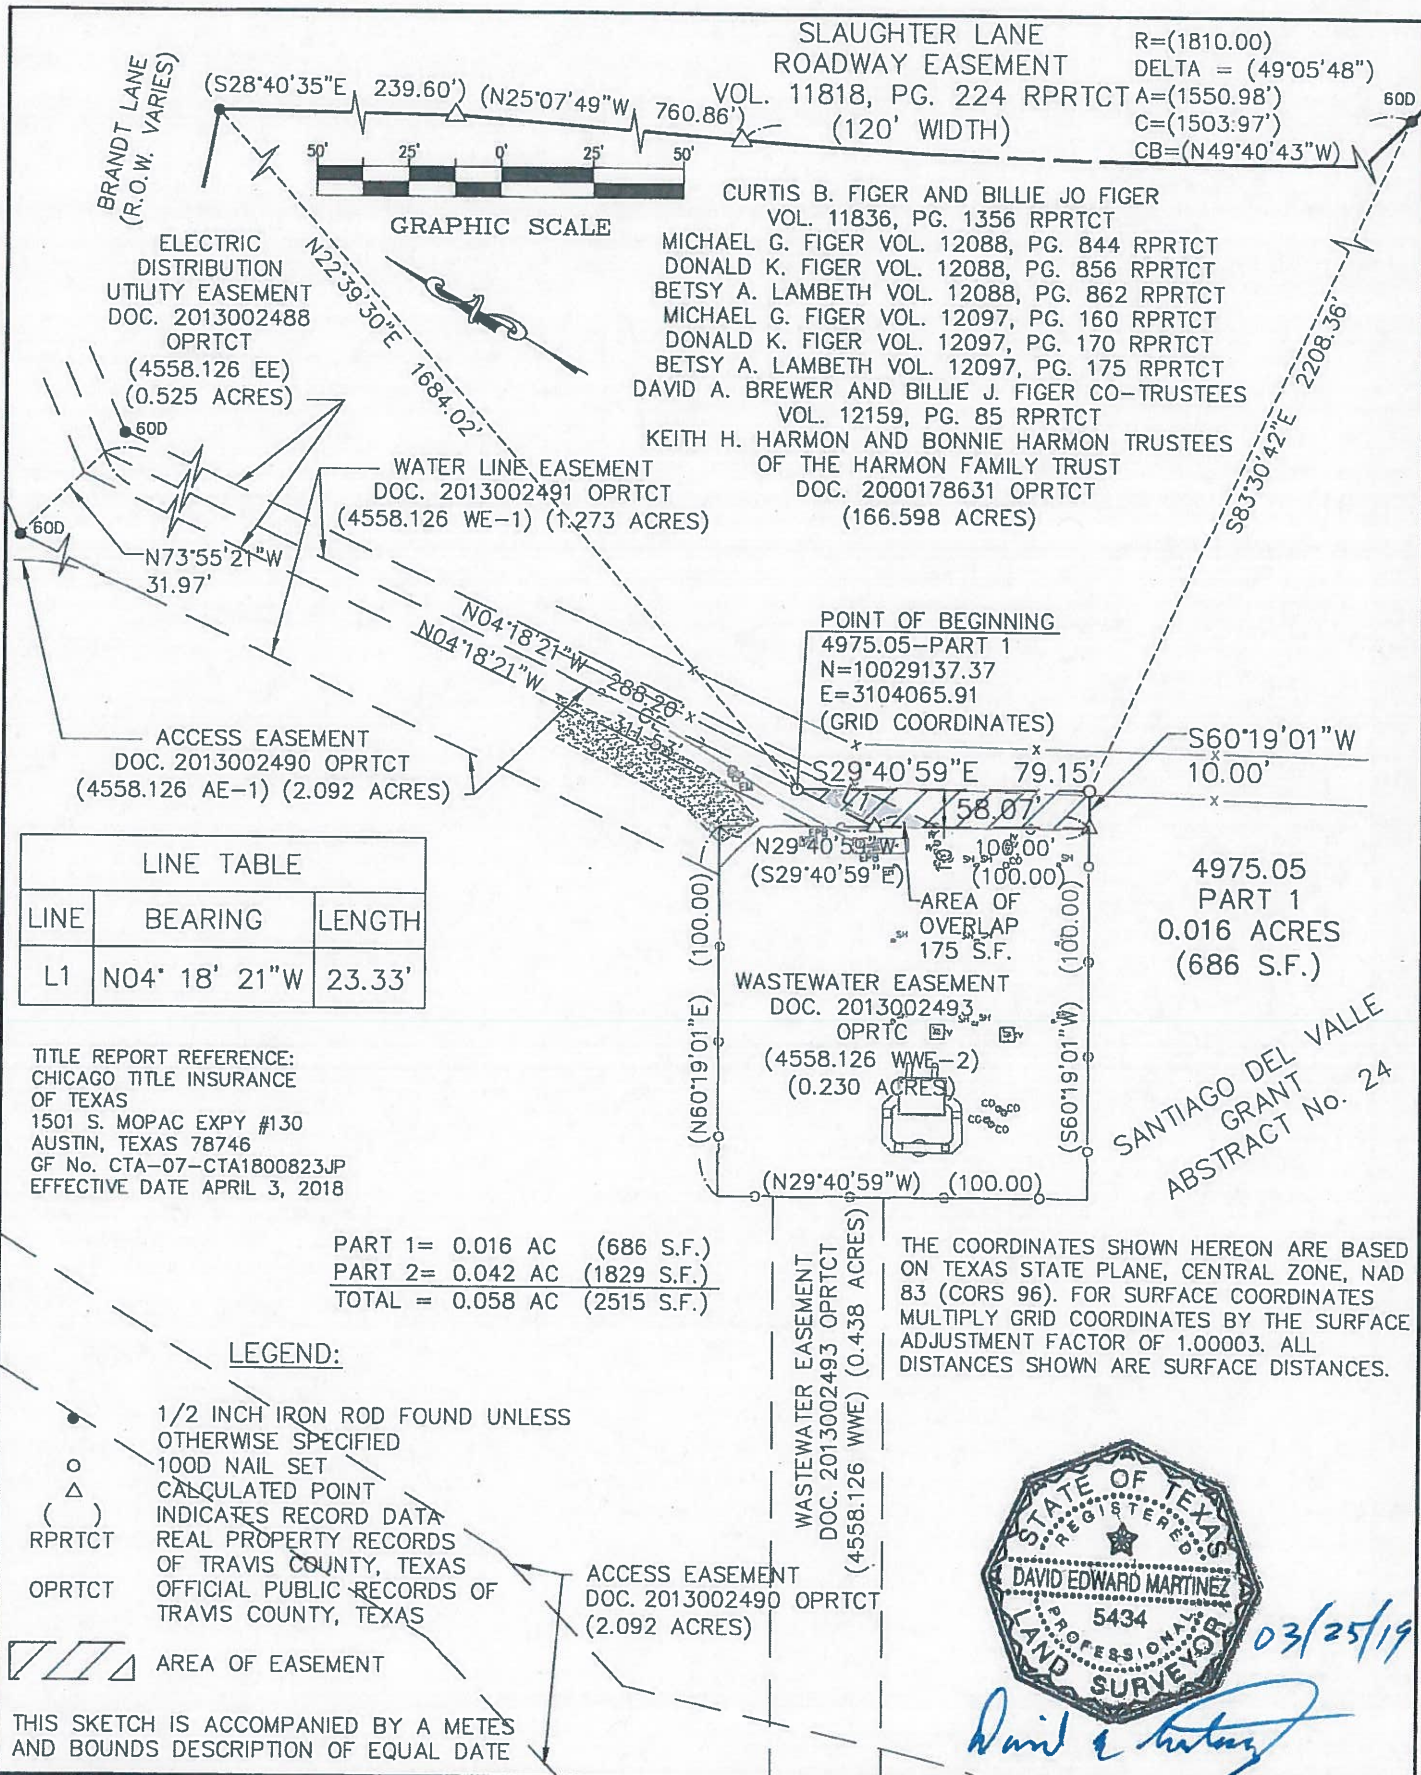 SLAUGHTER LANE
ROADWAY EASEMENT
VOL. 11818, PG. 224 RPRTCT
(120' WIDTH)
R=(1810.00)
DELTA = (49°05'48")
A=(1550.98')
C=(1503.97')
CB=(N49°40'43"W)
60D
BRANDT LANE
(R.O.W. VARIES)
(S28°40'35"E 239.60')
(N25°07'49"W 760.86')
50' 25' 0 25' 50'
GRAPHIC SCALE
CURTIS B. FIGER AND BILLIE JO FIGER
VOL. 11836, PG. 1356 RPRTCT
MICHAEL G. FIGER VOL. 12088, PG. 844 RPRTCT
DONALD K. FIGER VOL. 12088, PG. 856 RPRTCT
BETSY A. LAMBETH VOL. 12088, PG. 862 RPRTCT
MICHAEL G. FIGER VOL. 12097, PG. 160 RPRTCT
DONALD K. FIGER VOL. 12097, PG. 170 RPRTCT
BETSY A. LAMBETH VOL. 12097, PG. 175 RPRTCT
DAVID A. BREWER AND BILLIE J. FIGER CO-TRUSTEES
VOL. 12159, PG. 85 RPRTCT
KEITH H. HARMON AND BONNIE HARMON TRUSTEES
OF THE HARMON FAMILY TRUST
DOC. 2000178631 OPRTCT
(166.598 ACRES)
ELECTRIC
DISTRIBUTION
UTILITY EASEMENT
DOC. 2013002488
OPRTCT
(4558.126 EE)
(0.525 ACRES)
N22°39'30"E 1684.02'
S83°30'42"E 2208.36'
60D
60D
WATER LINE EASEMENT
DOC. 2013002491 OPRTCT
(4558.126 WE-1) (1.273 ACRES)
N73°55'21"W
31.97'
N04°18'21"W 288.20'
N04°18'21"W 311.53'
POINT OF BEGINNING
4975.05-PART 1
N=10029137.37
E=3104065.91
(GRID COORDINATES)
ACCESS EASEMENT
DOC. 2013002490 OPRTCT
(4558.126 AE-1) (2.092 ACRES)
S60°19'01"W
10.00'
S29°40'59"E 79.15'
L1
58.07'
EM
EPB
EPB
N29°40'59"W 100.00'
(S29°40'59"E) (100.00)
AREA OF
OVERLAP
175 S.F.
4975.05
PART 1
0.016 ACRES
(686 S.F.)
LINE TABLE
LINE BEARING LENGTH
L1 N04° 18' 21"W 23.33'
(N60°19'01"E) (100.00)
(S60°19'01"W) (100.00)
WASTEWATER EASEMENT
DOC. 2013002493
OPRTC
(4558.126 WWE-2)
(0.230 ACRES)
(N29°40'59"W) (100.00)
SANTIAGO DEL VALLE
GRANT
ABSTRACT No. 24
TITLE REPORT REFERENCE:
CHICAGO TITLE INSURANCE
OF TEXAS
1501 S. MOPAC EXPY #130
AUSTIN, TEXAS 78746
GF No. CTA-07-CTA1800823JP
EFFECTIVE DATE APRIL 3, 2018
PART 1= 0.016 AC (686 S.F.)
PART 2= 0.042 AC (1829 S.F.)
TOTAL = 0.058 AC (2515 S.F.)
THE COORDINATES SHOWN HEREON ARE BASED
ON TEXAS STATE PLANE, CENTRAL ZONE, NAD
83 (CORS 96). FOR SURFACE COORDINATES
MULTIPLY GRID COORDINATES BY THE SURFACE
ADJUSTMENT FACTOR OF 1.00003. ALL
DISTANCES SHOWN ARE SURFACE DISTANCES.
WASTEWATER EASEMENT
DOC. 2013002493 OPRTCT
(4558.126 WWE) (0.438 ACRES)
LEGEND:
1/2 INCH IRON ROD FOUND UNLESS
OTHERWISE SPECIFIED
100D NAIL SET
CALCULATED POINT
( ) INDICATES RECORD DATA
RPRTCT REAL PROPERTY RECORDS
OF TRAVIS COUNTY, TEXAS
OPRTCT OFFICIAL PUBLIC RECORDS OF
TRAVIS COUNTY, TEXAS
AREA OF EASEMENT
ACCESS EASEMENT
DOC. 2013002490 OPRTCT
(2.092 ACRES)
THIS SKETCH IS ACCOMPANIED BY A METES
AND BOUNDS DESCRIPTION OF EQUAL DATE
STATE OF TEXAS
REGISTERED
DAVID EDWARD MARTINEZ
5434
PROFESSIONAL
LAND SURVEYOR
03/25/19